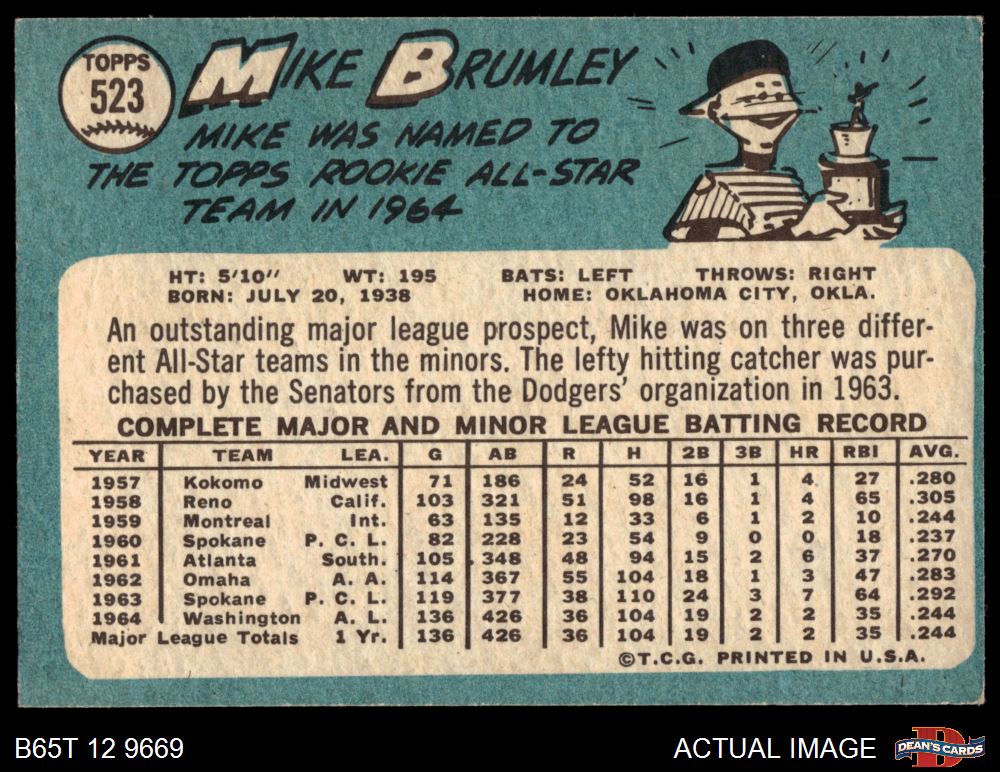 TOPPS
523
MIKE BRUMLEY
MIKE WAS NAMED TO
THE TOPPS ROOKIE ALL-STAR
TEAM IN 1964
HT: 5'10" WT: 195 BATS: LEFT THROWS: RIGHT
BORN: JULY 20, 1938 HOME: OKLAHOMA CITY, OKLA.
An outstanding major league prospect, Mike was on three differ-
ent All-Star teams in the minors. The lefty hitting catcher was pur-
chased by the Senators from the Dodgers' organization in 1963.
COMPLETE MAJOR AND MINOR LEAGUE BATTING RECORD
YEAR TEAM LEA. G AB R H 2B 3B HR RBI AVG.
1957 Kokomo Midwest 71 186 24 52 16 1 4 27 .280
1958 Reno Calif. 103 321 51 98 16 1 4 65 .305
1959 Montreal Int. 63 135 12 33 6 1 2 10 .244
1960 Spokane P. C. L. 82 228 23 54 9 0 0 18 .237
1961 Atlanta South. 105 348 48 94 15 2 6 37 .270
1962 Omaha A. A. 114 367 55 104 18 1 3 47 .283
1963 Spokane P. C. L. 119 377 38 110 24 3 7 64 .292
1964 Washington A. L. 136 426 36 104 19 2 2 35 .244
Major League Totals 1 Yr. 136 426 36 104 19 2 2 35 .244
©T.C.G. PRINTED IN U.S.A.
B65T 12 9669 ACTUAL IMAGE DEAN'S CARDS